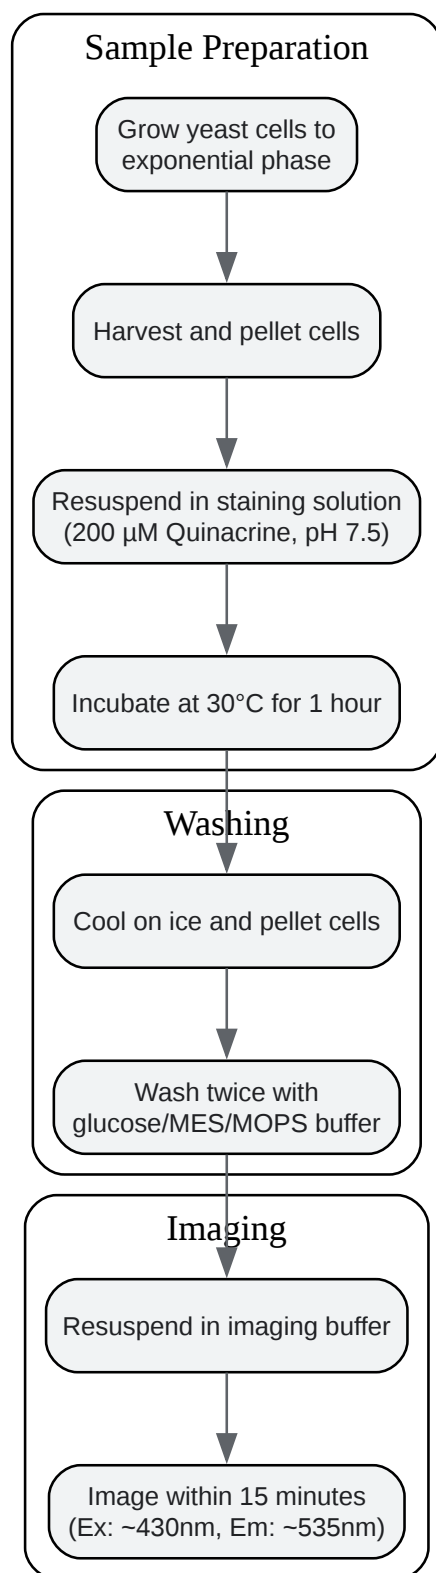 Sample Preparation
Grow yeast cells to
exponential phase
Harvest and pellet cells
Resuspend in staining solution
(200 µM Quinacrine, pH 7.5)
Incubate at 30°C for 1 hour
Washing
Cool on ice and pellet cells
Wash twice with
glucose/MES/MOPS buffer
Imaging
Resuspend in imaging buffer
Image within 15 minutes
(Ex: ~430nm, Em: ~535nm)